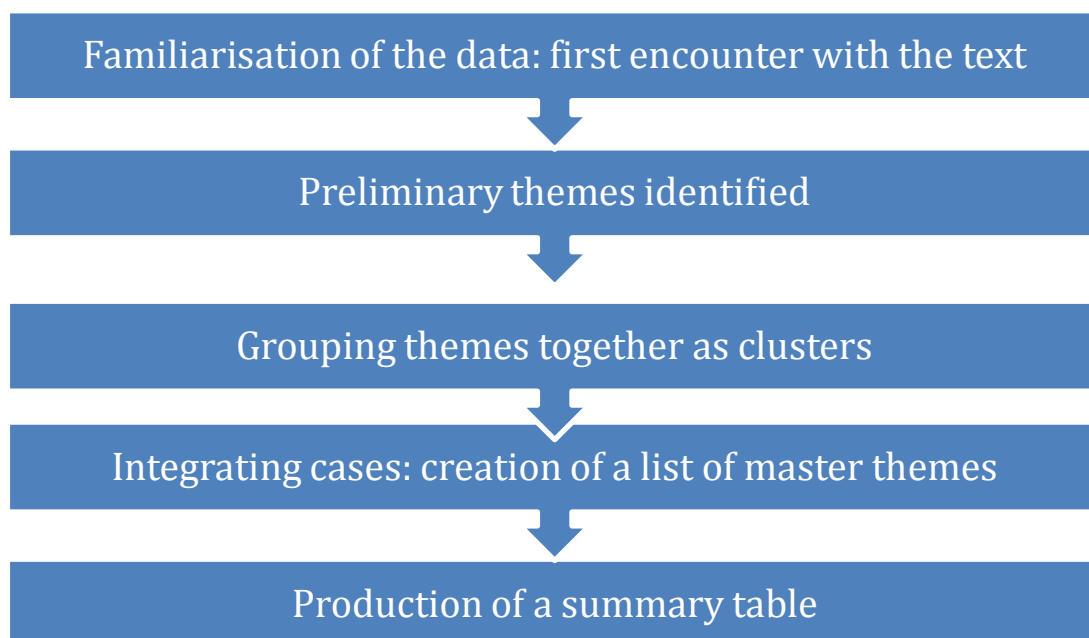 Familiarisation of the data: first encounter with the text
Preliminary themes identified
Grouping themes together as clusters
Integrating cases: creation of a list of master themes
Production of a summary table